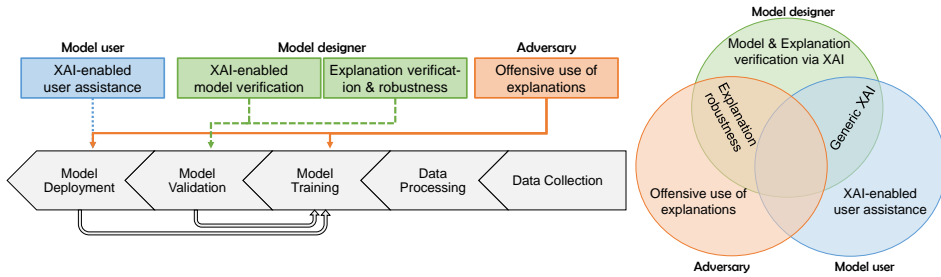 Model user
Model designer
Adversary
XAI-enabled
user assistance
XAI-enabled
model verification
Explanation verificat-
ion & robustness
Offensive use of
explanations
Model
Deployment
Model
Validation
Model
Training
Data
Processing
Data Collection
Model designer
Model & Explanation
verification via XAI
Explanation
robustness
Generic XAI
Offensive use of
explanations
XAI-enabled
user assistance
Adversary
Model user